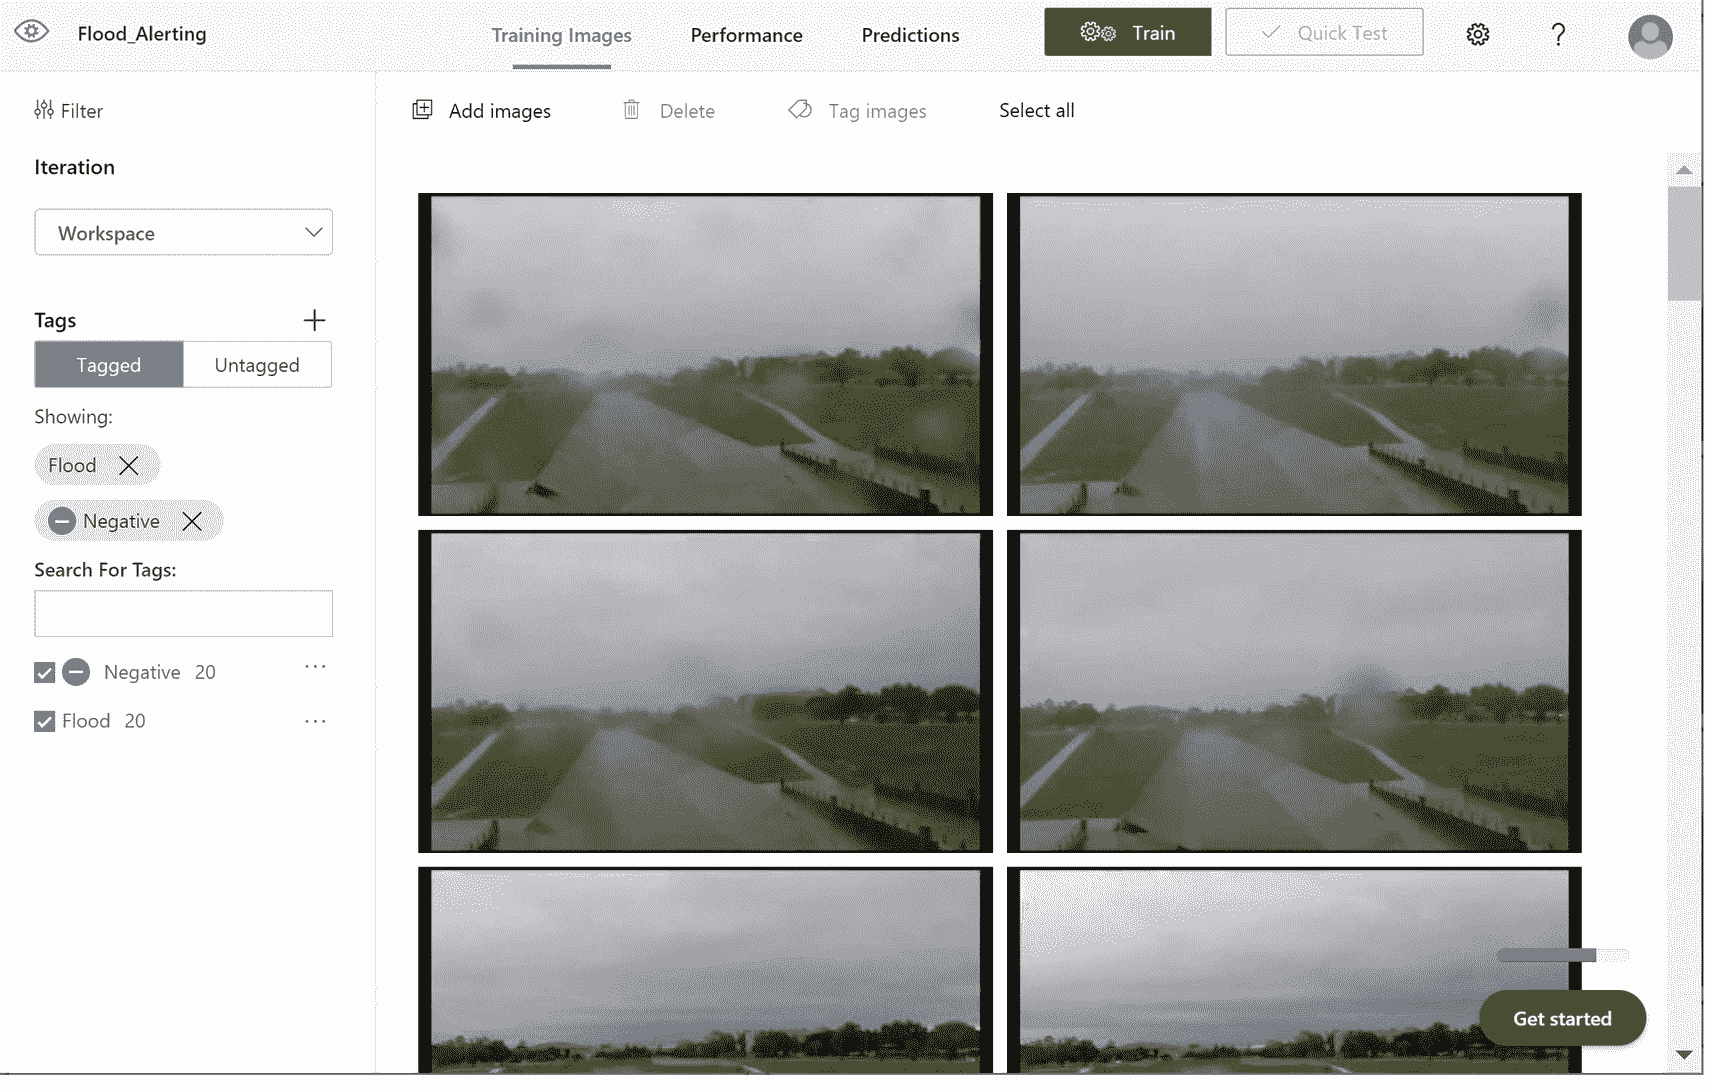 Flood_Alerting
Training Images Performance Predictions
Train
Quick Test
?
Filter
Add images Delete Tag images Select all
Iteration
Workspace
Tags
Tagged Untagged
Showing:
Flood
Negative
Search For Tags:
Negative 20 ...
Flood 20 ...
Get started